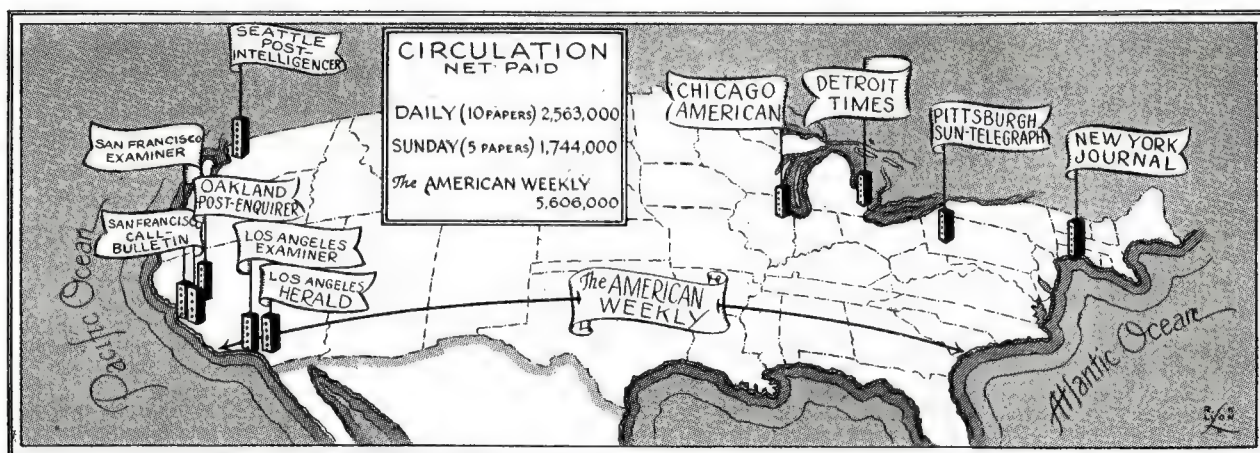 SEATTLE
POST-
INTELLIGENCER
CIRCULATION
NET PAID
DAILY (10 PAPERS) 2,563,000
SUNDAY (5 PAPERS) 1,744,000
The AMERICAN WEEKLY
5,606,000
CHICAGO
AMERICAN
DETROIT
TIMES
PITTSBURGH
SUN-TELEGRAPH
NEW YORK
JOURNAL
SAN FRANCISCO
EXAMINER
OAKLAND
POST-ENQUIRER
SAN FRANCISCO
CALL-
BULLETIN
LOS ANGELES
EXAMINER
LOS ANGELES
HERALD
The AMERICAN
WEEKLY
Pacific Ocean
Atlantic Ocean